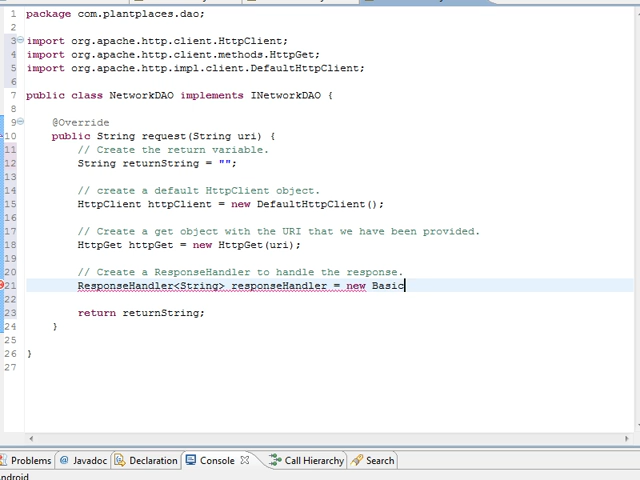 1 package com.plantplaces.dao;
2
3 import org.apache.http.client.HttpClient;
4 import org.apache.http.client.methods.HttpGet;
5 import org.apache.http.impl.client.DefaultHttpClient;
6
7 public class NetworkDAO implements INetworkDAO {
8
9 @Override
10 public String request(String uri) {
11 // Create the return variable.
12 String returnString = "";
13
14 // create a default HttpClient object.
15 HttpClient httpClient = new DefaultHttpClient();
16
17 // Create a get object with the URI that we have been provided.
18 HttpGet httpGet = new HttpGet(uri);
19
20 // Create a ResponseHandler to handle the response.
21 ResponseHandler<String> responseHandler = new Basic
22
23 return returnString;
24 }
25
26 }
27
Problems @ Javadoc Declaration Console Call Hierarchy Search
Android